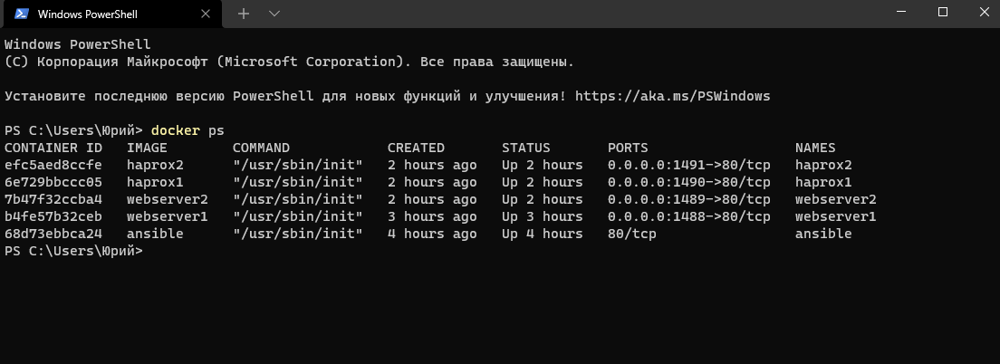 Windows PowerShell
Windows PowerShell
(C) Корпорация Майкрософт (Microsoft Corporation). Все права защищены.
Установите последнюю версию PowerShell для новых функций и улучшения! https://aka.ms/PSWindows
PS C:\Users\Юрий> docker ps
CONTAINER ID   IMAGE        COMMAND            CREATED       STATUS       PORTS                  NAMES
efc5aed8ccfe   haprox2      "/usr/sbin/init"   2 hours ago   Up 2 hours   0.0.0.0:1491->80/tcp   haprox2
6e729bbccc05   haprox1      "/usr/sbin/init"   2 hours ago   Up 2 hours   0.0.0.0:1490->80/tcp   haprox1
7b47f32ccba4   webserver2   "/usr/sbin/init"   2 hours ago   Up 2 hours   0.0.0.0:1489->80/tcp   webserver2
b4fe57b32ceb   webserver1   "/usr/sbin/init"   3 hours ago   Up 3 hours   0.0.0.0:1488->80/tcp   webserver1
68d73ebbca24   ansible      "/usr/sbin/init"   4 hours ago   Up 4 hours   80/tcp                 ansible
PS C:\Users\Юрий>